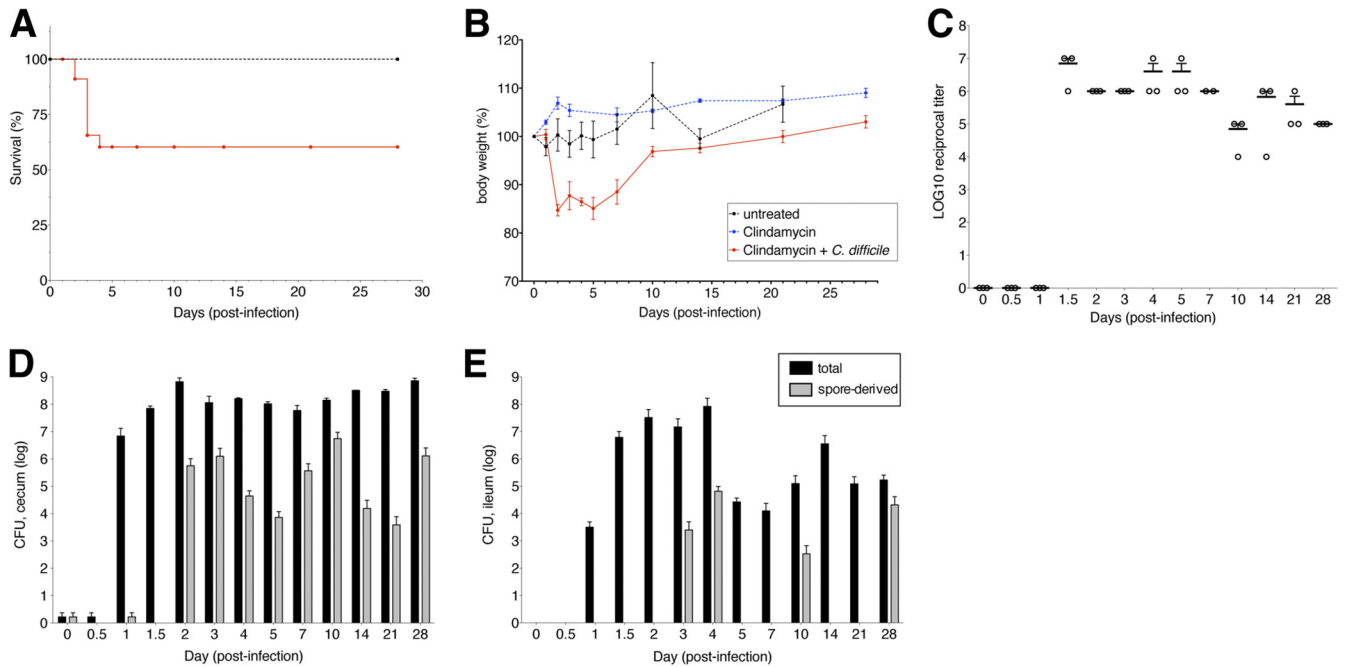 A
Survival (%)
100
75
50
25
0
0 5 10 15 20 25 30
Days (post-infection)
B
body weight (%)
120
110
100
90
80
70
0 5 10 15 20 25
Days (post-infection)
untreated
Clindamycin
Clindamycin + C. difficile
C
LOG10 reciprocal titer
8
7
6
5
4
3
2
1
0
0 0.5 1 1.5 2 3 4 5 7 10 14 21 28
Days (post-infection)
D
CFU, cecum (log)
9
8
7
6
5
4
3
2
1
0
0 0.5 1 1.5 2 3 4 5 7 10 14 21 28
Day (post-infection)
E
CFU, ileum (log)
9
8
7
6
5
4
3
2
1
0
0 0.5 1 1.5 2 3 4 5 7 10 14 21 28
Day (post-infection)
total
spore-derived